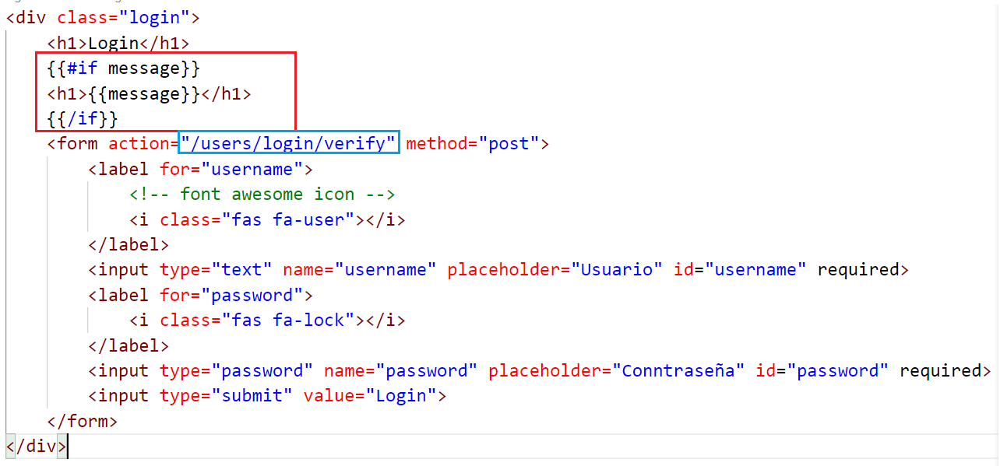 <div class="login">
    <h1>Login</h1>
    {{#if message}}
    <h1>{{message}}</h1>
    {{/if}}
    <form action="/users/login/verify" method="post">
        <label for="username">
            <!-- font awesome icon -->
            <i class="fas fa-user"></i>
        </label>
        <input type="text" name="username" placeholder="Usuario" id="username" required>
        <label for="password">
            <i class="fas fa-lock"></i>
        </label>
        <input type="password" name="password" placeholder="Conntraseña" id="password" required>
        <input type="submit" value="Login">
    </form>
</div>